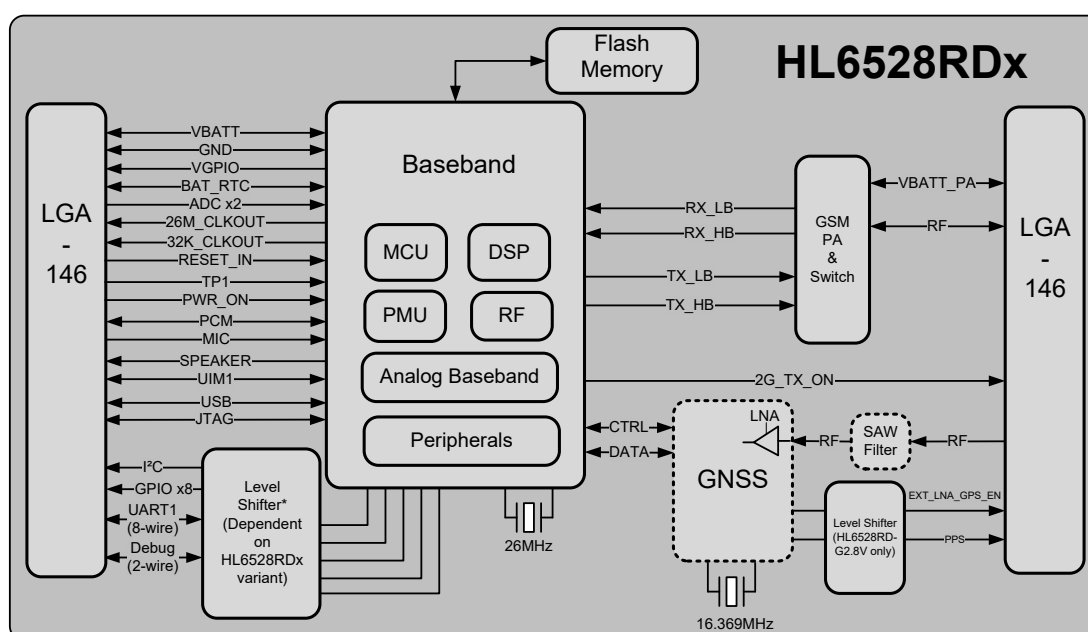 HL6528RDx
Flash
Memory
LGA
-
146
VBATT
GND
VGPIO
BAT_RTC
ADC x2
26M_CLKOUT
32K_CLKOUT
RESET_IN
TP1
PWR_ON
PCM
MIC
SPEAKER
UIM1
USB
JTAG
I²C
GPIO x8
UART1
(8-wire)
Debug
(2-wire)
Level
Shifter*
(Dependent
on
HL6528RDx
variant)
Baseband
MCU
DSP
PMU
RF
Analog Baseband
Peripherals
26MHz
RX_LB
RX_HB
TX_LB
TX_HB
GSM
PA
&
Switch
VBATT_PA
RF
2G_TX_ON
CTRL
DATA
LNA
GNSS
16.369MHz
RF
SAW
Filter
RF
Level Shifter
(HL6528RD-
G2.8V only)
EXT_LNA_GPS_EN
PPS
LGA
-
146